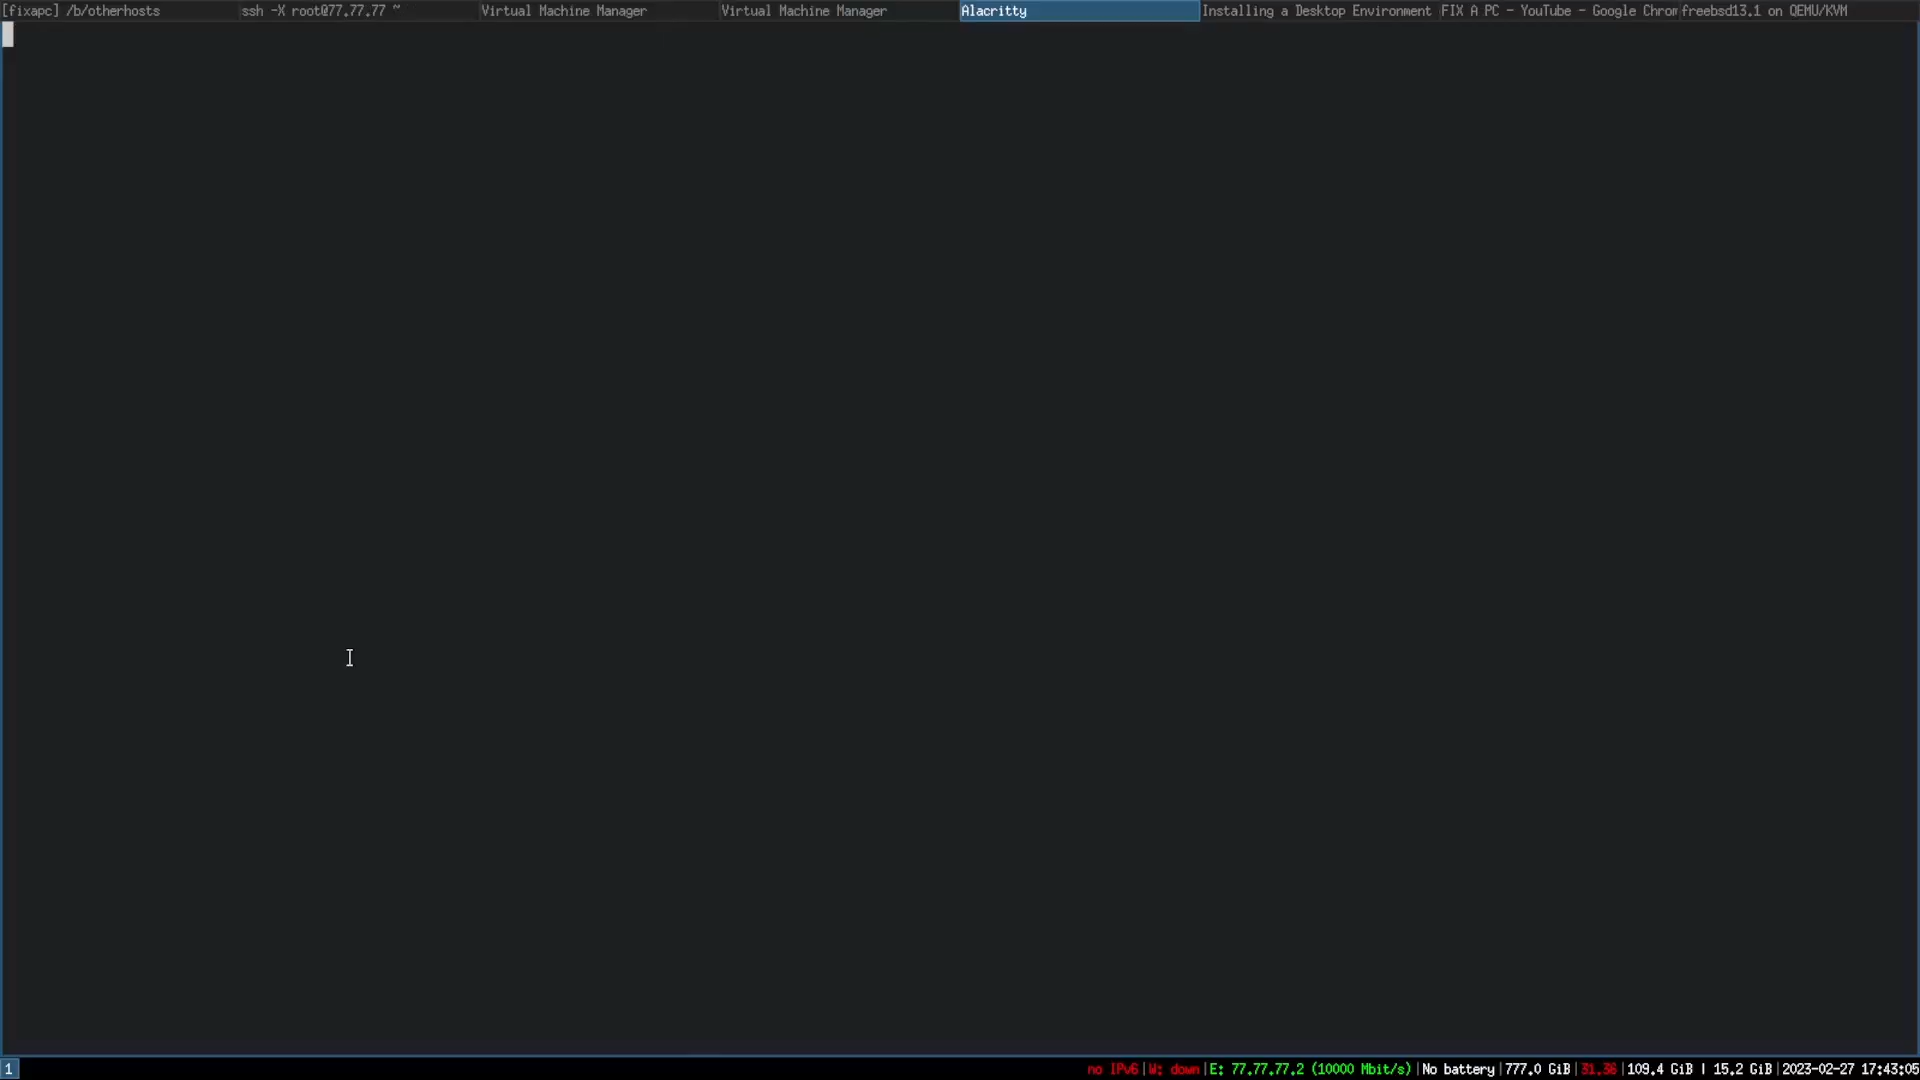 [fixapc] /b/otherhosts ssh -X root@77.77.77 ~ Virtual Machine Manager Virtual Machine Manager Alacritty Installing a Desktop Environment FIX A PC - YouTube - Google Chrom freebsd13.1 on QEMU/KVM
1 no IPv6|W: down|E: 77.77.77.2 (10000 Mbit/s)|No battery|777.0 GiB|31.36|109.4 GiB | 15.2 GiB|2023-02-27 17:43:05